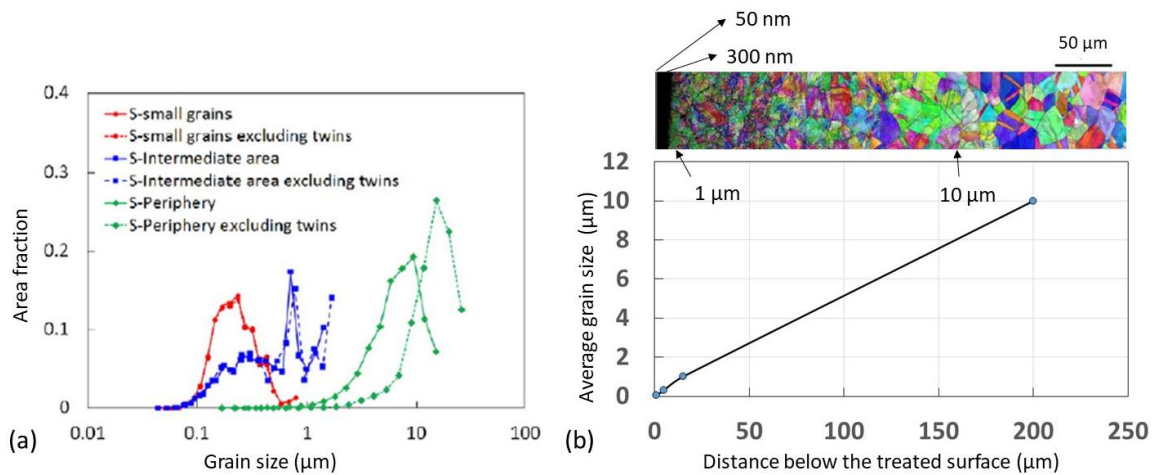 0.4
0.3
0.2
0.1
0
Area fraction
S-small grains
S-small grains excluding twins
S-Intermediate area
S-Intermediate area excluding twins
S-Periphery
S-Periphery excluding twins
0.01 0.1 1 10 100
Grain size (µm)
(a)
50 nm
300 nm
50 µm
1 µm
10 µm
12
10
8
6
4
2
0
Average grain size (µm)
0 50 100 150 200 250
Distance below the treated surface (µm)
(b)